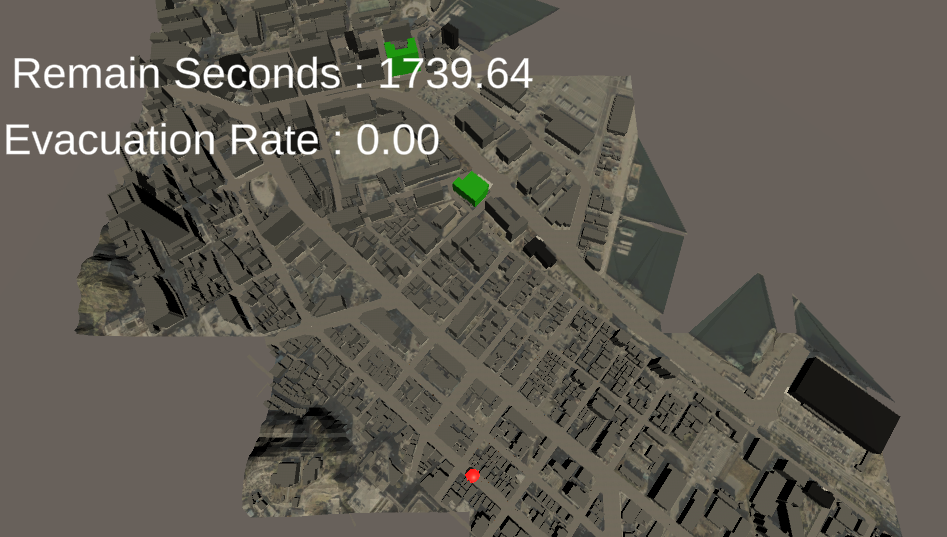 Remain Seconds : 1739.64
Evacuation Rate : 0.00